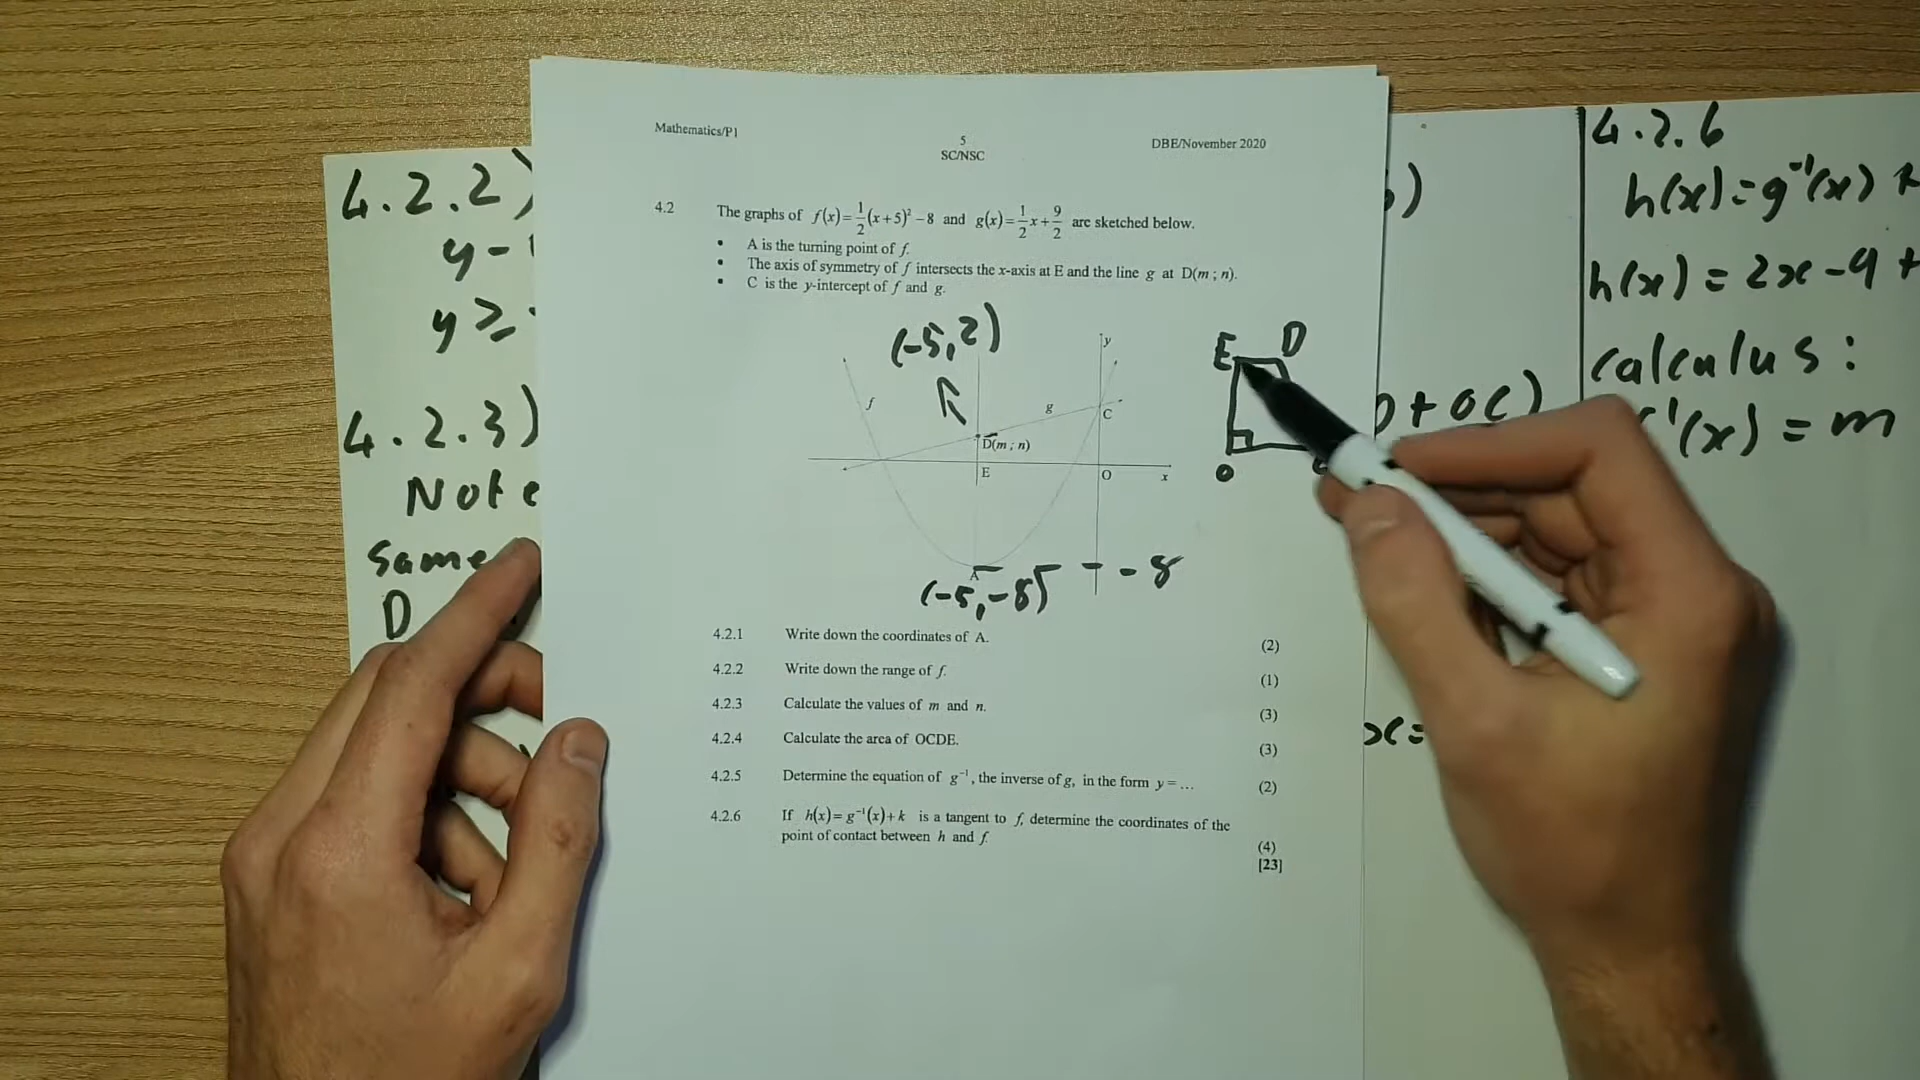 4.2.2)
y -
y ≥
4.2.3)
Note
Same
D
Mathematics/P1
5
SC/NSC
DBE/November 2020
4.2 The graphs of f(x)=1/2(x+5)²−8 and g(x)=1/2x+9/2 are sketched below.
• A is the turning point of f.
• The axis of symmetry of f intersects the x-axis at E and the line g at D(m ; n).
• C is the y-intercept of f and g.
(-5,2)
y
f
g
C
D(m ; n)
E
O
x
A
(-5,-8)
-8
E D
O
4.2.1 Write down the coordinates of A. (2)
4.2.2 Write down the range of f. (1)
4.2.3 Calculate the values of m and n. (3)
4.2.4 Calculate the area of OCDE. (3)
4.2.5 Determine the equation of g⁻¹, the inverse of g, in the form y = ... (2)
4.2.6 If h(x)=g⁻¹(x)+k is a tangent to f, determine the coordinates of the
point of contact between h and f. (4)
[23]
)
+ OC)
x=
4.2.6
h(x)=g⁻¹(x)
h(x)=2x-9+
Calculus:
'(x) = m